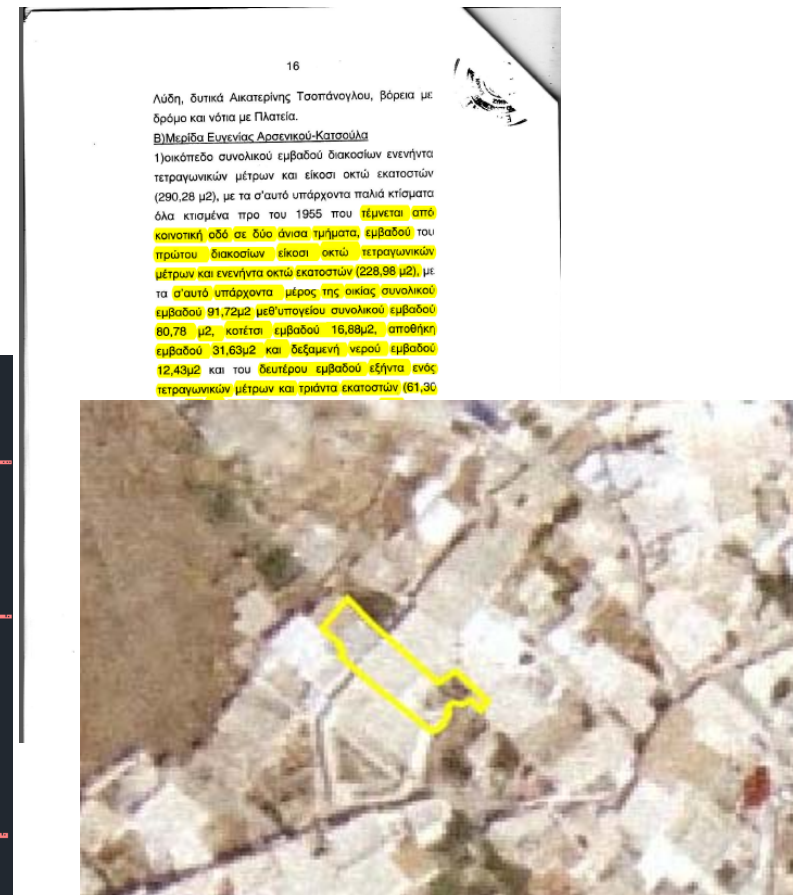 16
Λύδη, δυτικά Αικατερίνης Τσοπάνογλου, βόρεια με
δρόμο και νότια με Πλατεία.
Β)Μερίδα Ευγενίας Αρσενικού-Κατσούλα
1)οικόπεδο συνολικού εμβαδού διακοσίων ενενήντα
τετραγωνικών μέτρων και είκοσι οκτώ εκατοστών
(290,28 μ2), με τα σ'αυτό υπάρχοντα παλιά κτίσματα
όλα κτισμένα προ του 1955 που τέμνεται από
κοινοτική οδό σε δύο άνισα τμήματα, εμβαδού του
πρώτου διακοσίων είκοσι οκτώ τετραγωνικών
μέτρων και ενενήντα οκτώ εκατοστών (228,98 μ2), με
τα σ'αυτό υπάρχοντα μέρος της οικίας συνολικού
εμβαδού 91,72μ2 μεθ'υπογείου συνολικού εμβαδού
80,78 μ2, κοτέτσι εμβαδού 16,88μ2, αποθήκη
εμβαδού 31,63μ2 και δεξαμενή νερού εμβαδού
12,43μ2 και του δευτέρου εμβαδού εξήντα ενός
τετραγωνικών μέτρων και τριάντα εκατοστών (61,30